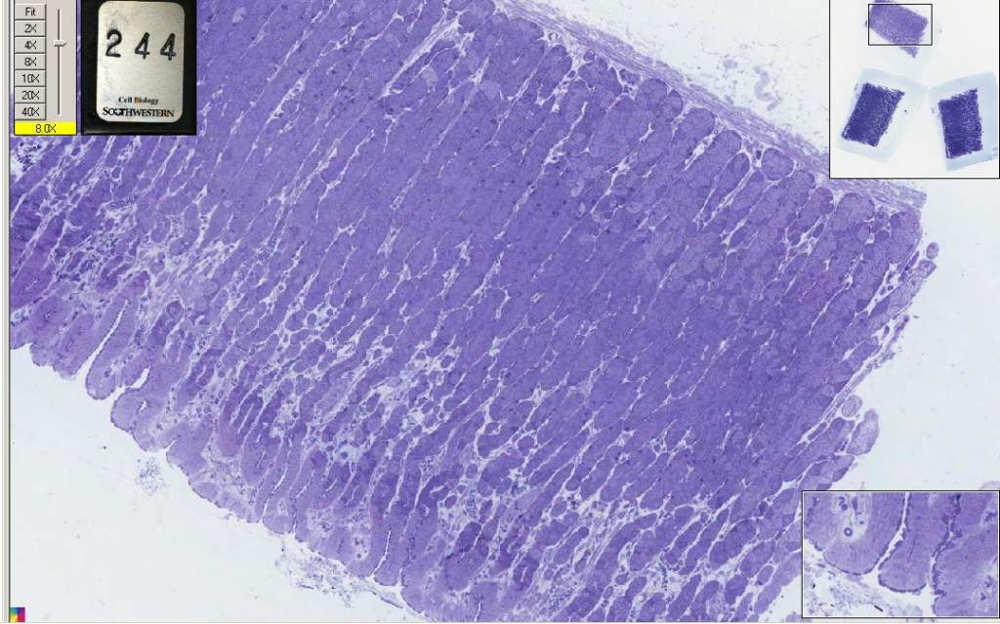 Fit
2X
4X
8X
10X
20X
40X
8.0X
244
Cell Biology
SOUTHWESTERN